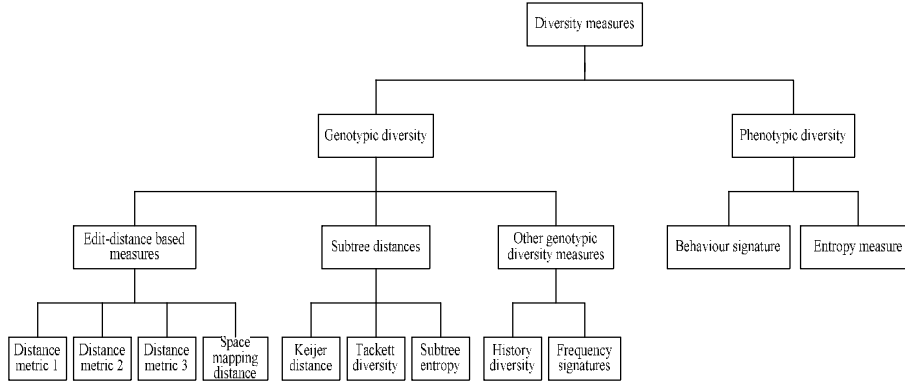 Diversity measures
Genotypic diversity
Phenotypic diversity
Edit-distance based
measures
Subtree distances
Other genotypic
diversity measures
Behaviour signature
Entropy measure
Distance
metric 1
Distance
metric 2
Distance
metric 3
Space
mapping
distance
Keijer
distance
Tackett
diversity
Subtree
entropy
History
diversity
Frequency
signatures